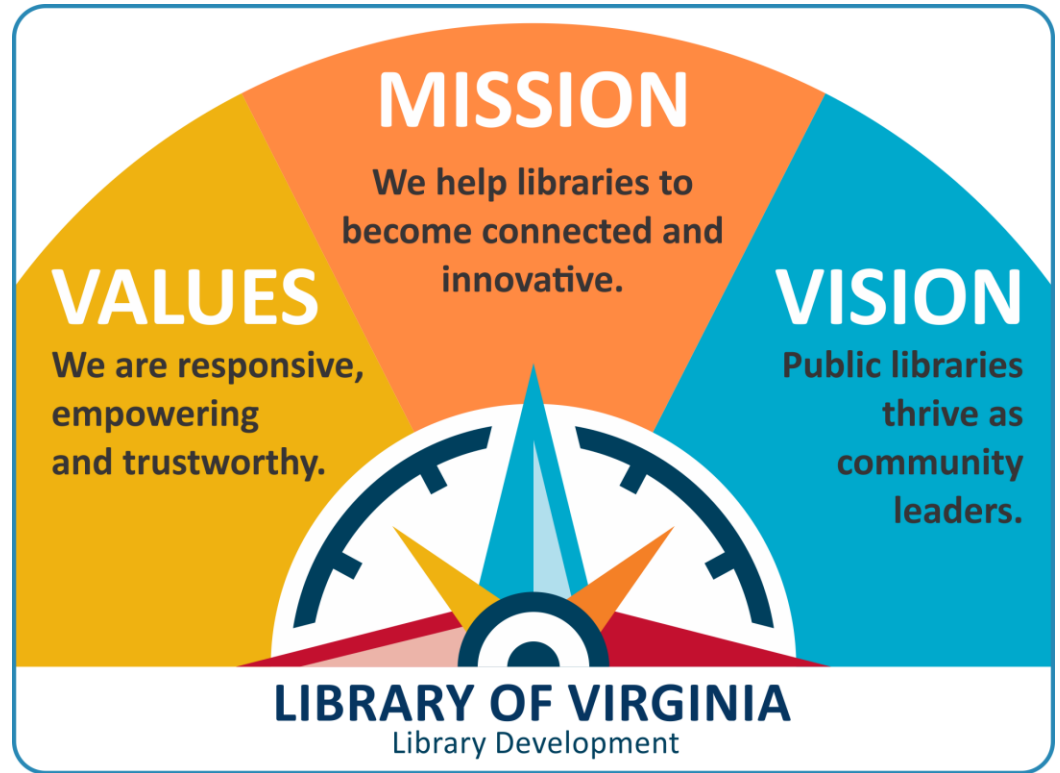 VALUES
We are responsive,
empowering
and trustworthy.
MISSION
We help libraries to
become connected and
innovative.
VISION
Public libraries
thrive as
community
leaders.
LIBRARY OF VIRGINIA
Library Development